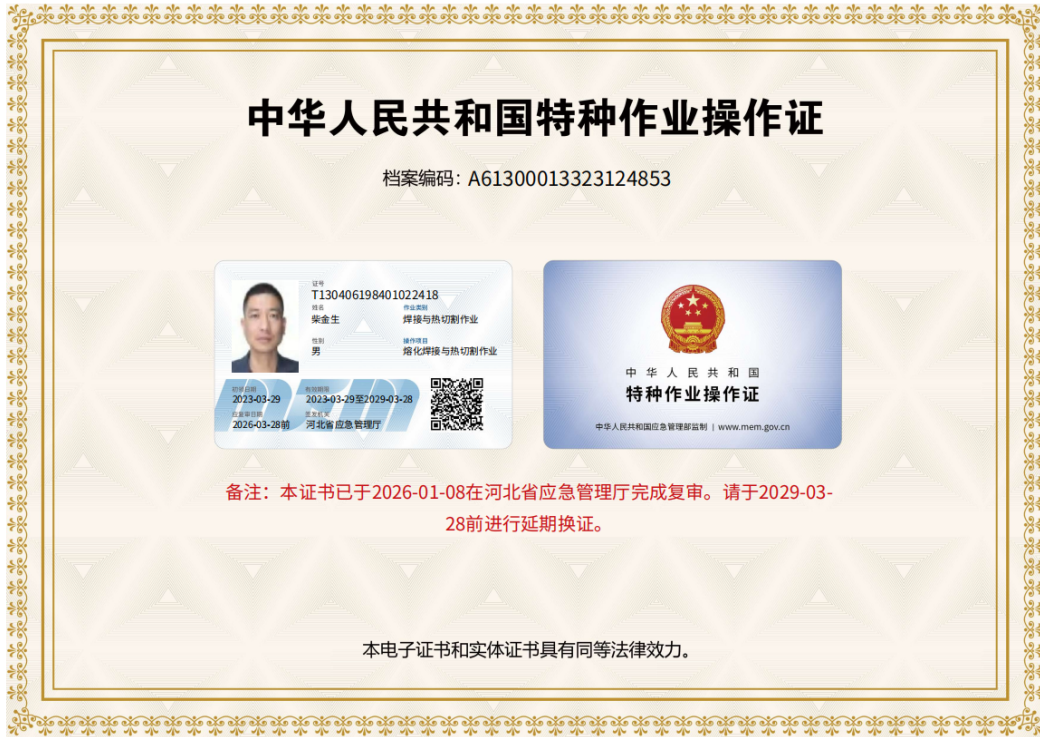 中华人民共和国特种作业操作证
档案编码：A61300013323124853
证号
T130406198401022418
姓名 作业类别
柴金生 焊接与热切割作业
性别 操作项目
男 熔化焊接与热切割作业
初领日期 有效期限
2023-03-29 2023-03-29至2029-03-28
应复审日期 签发机关
2026-03-28前 河北省应急管理厅
中华人民共和国
特种作业操作证
中华人民共和国应急管理部监制 | www.mem.gov.cn
备注：本证书已于2026-01-08在河北省应急管理厅完成复审。请于2029-03-
28前进行延期换证。
本电子证书和实体证书具有同等法律效力。